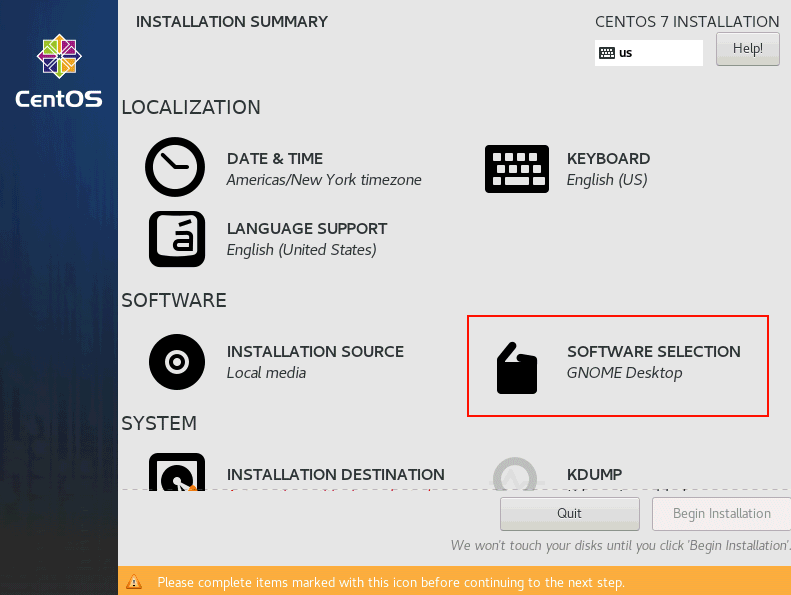 INSTALLATION SUMMARY
CENTOS 7 INSTALLATION
us
Help!
CentOS
LOCALIZATION
DATE & TIME
Americas/New York timezone
KEYBOARD
English (US)
á
LANGUAGE SUPPORT
English (United States)
SOFTWARE
INSTALLATION SOURCE
Local media
SOFTWARE SELECTION
GNOME Desktop
SYSTEM
INSTALLATION DESTINATION
KDUMP
Quit
Begin Installation
We won't touch your disks until you click 'Begin Installation'.
Please complete items marked with this icon before continuing to the next step.